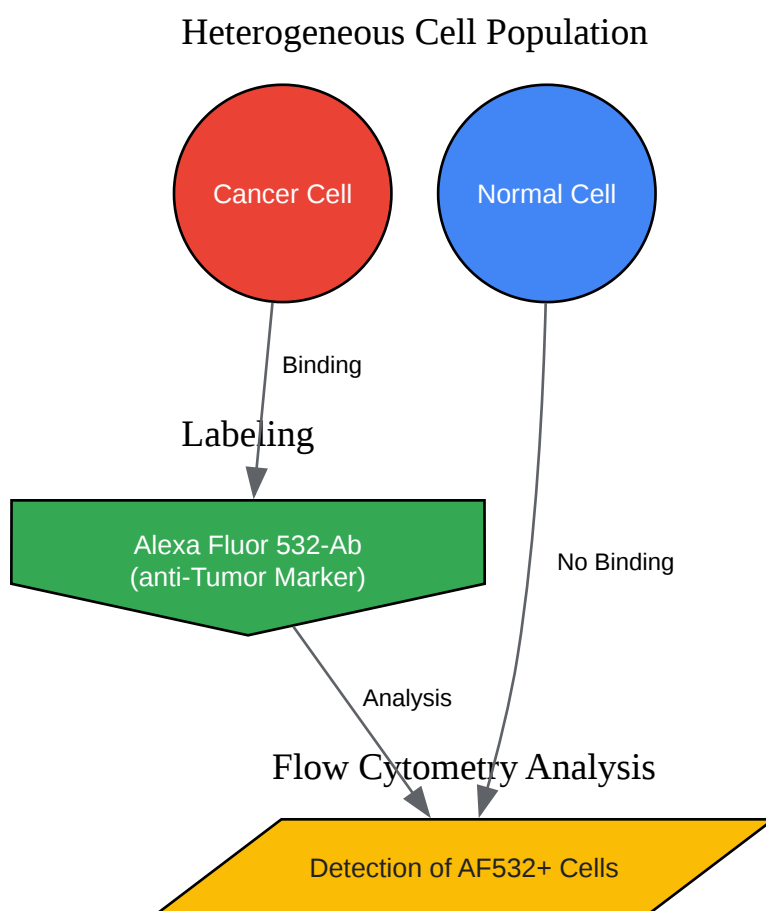 Heterogeneous Cell Population
Cancer Cell
Normal Cell
Binding
Labeling
Alexa Fluor 532-Ab
(anti-Tumor Marker)
No Binding
Analysis
Flow Cytometry Analysis
Detection of AF532+ Cells